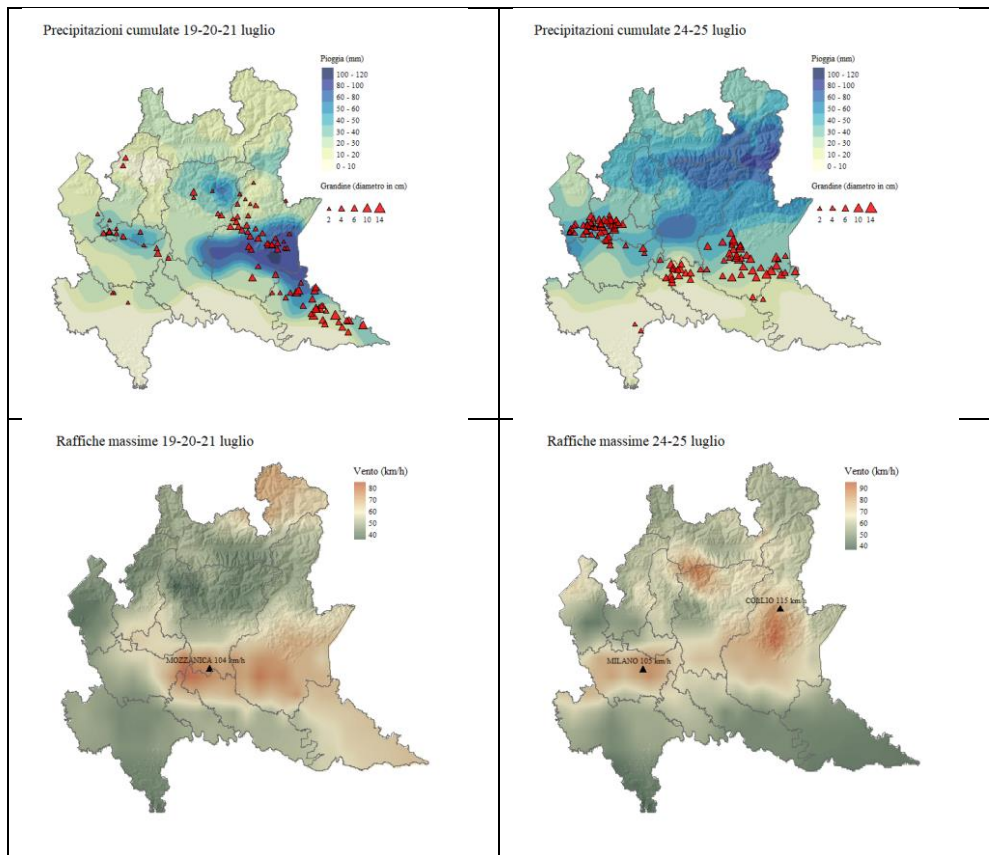 Precipitazioni cumulate 19-20-21 luglio
Pioggia (mm)
100 - 120
80 - 100
60 - 80
50 - 60
40 - 50
30 - 40
20 - 30
10 - 20
0 - 10
Grandine (diametro in cm)
2 4 6 10 14
Precipitazioni cumulate 24-25 luglio
Pioggia (mm)
100 - 120
80 - 100
60 - 80
50 - 60
40 - 50
30 - 40
20 - 30
10 - 20
0 - 10
Grandine (diametro in cm)
2 4 6 10 14
Raffiche massime 19-20-21 luglio
Vento (km/h)
80
70
60
50
40
MOZZANICA 104 km/h
Raffiche massime 24-25 luglio
Vento (km/h)
90
80
70
60
50
40
115 km/h
MILANO 105 km/h